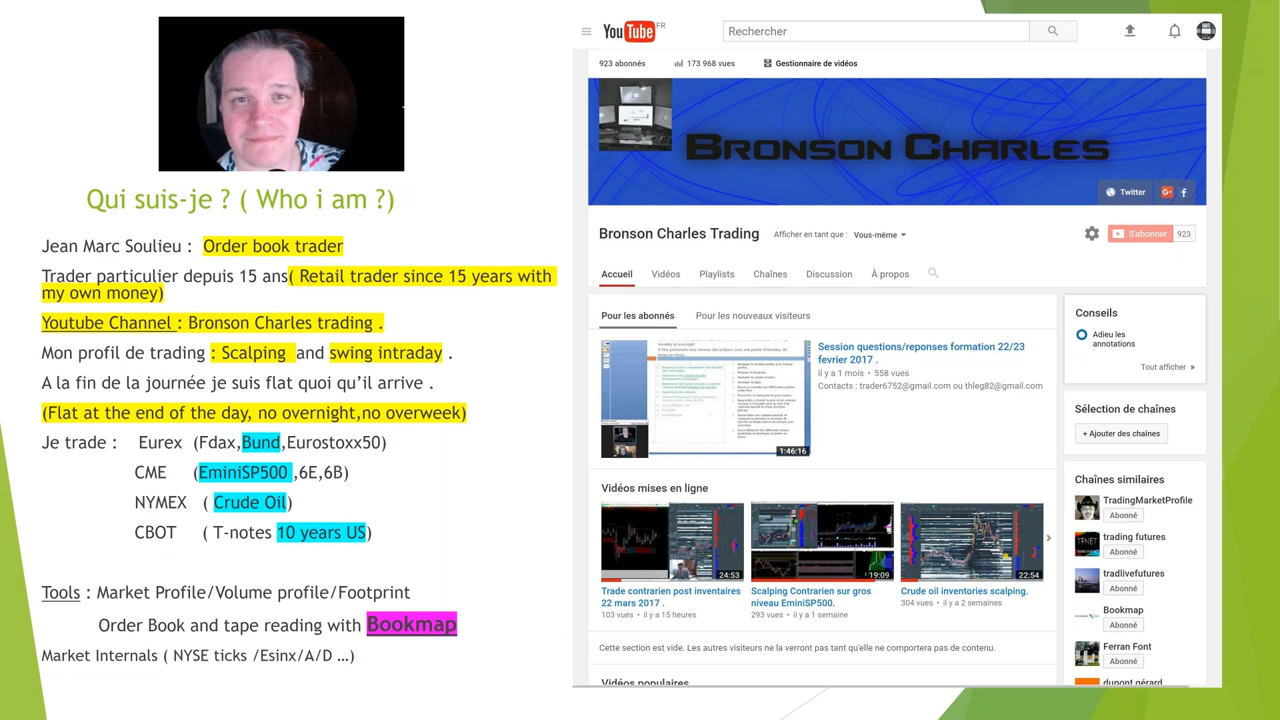 Qui suis-je ? ( Who i am ?)
Jean Marc Soulieu : Order book trader
Trader particulier depuis 15 ans( Retail trader since 15 years with
my own money)
Youtube Channel : Bronson Charles trading .
Mon profil de trading : Scalping and swing intraday .
A la fin de la journée je suis flat quoi qu'il arrive .
(Flat at the end of the day, no overnight,no overweek)
Je trade : Eurex (Fdax,Bund,Eurostoxx50)
CME (EminiSP500 ,6E,6B)
NYMEX ( Crude Oil)
CBOT ( T-notes 10 years US)
Tools : Market Profile/Volume profile/Footprint
Order Book and tape reading with Bookmap
Market Internals ( NYSE ticks /Esinx/A/D …)
YouTube FR
Rechercher
923 abonnés
173 968 vues
Gestionnaire de vidéos
Bronson Charles
Twitter
Bronson Charles Trading
Afficher en tant que : Vous-même
S'abonner 923
Accueil Vidéos Playlists Chaînes Discussion À propos
Pour les abonnés Pour les nouveaux visiteurs
1:46:16
Session questions/reponses formation 22/23
fevrier 2017 .
il y a 1 mois • 558 vues
Contacts : trader6752@gmail.com ou thleg82@gmail.com
Vidéos mises en ligne
24:53
19:09
22:54
Trade contrarien post inventaires
22 mars 2017 .
103 vues • il y a 15 heures
Scalping Contrarien sur gros
niveau EminiSP500.
293 vues • il y a 1 semaine
Crude oil inventories scalping.
304 vues • il y a 2 semaines
Cette section est vide. Les autres visiteurs ne la verront pas tant qu'elle ne comportera pas de contenu.
Vidéos populaires
Conseils
Adieu les
annotations
Tout afficher »
Sélection de chaînes
+ Ajouter des chaînes
Chaînes similaires
TradingMarketProfile
Abonné
trading futures
Abonné
tradlivefutures
Abonné
Bookmap
Abonné
Ferran Font
Abonné
dupont gérard